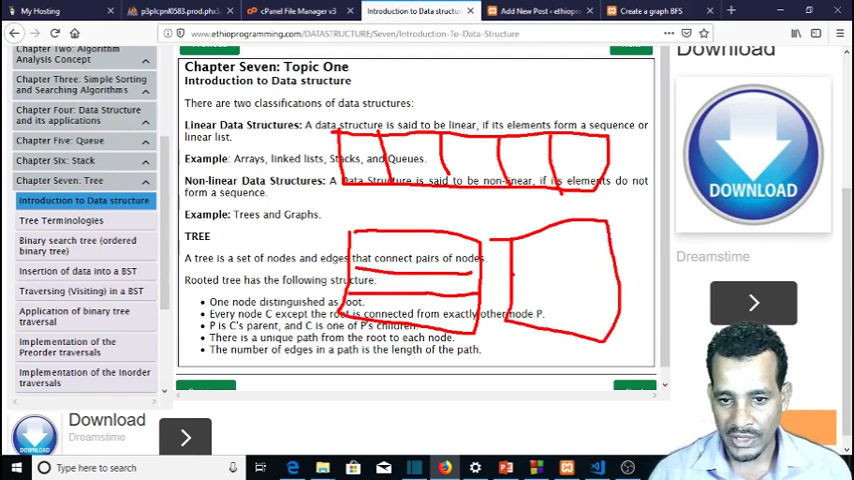 My Hosting
p3plcpnl0583.prod.phx3
cPanel File Manager v3
Introduction to Data structur
Add New Post ‹ ethiopro
Create a graph BFS
www.ethioprogramming.com/DATASTRUCTURE/Seven/Introduction-To-Data-Structure
Chapter Two: Algorithm
Analysis Concept
Chapter Three: Simple Sorting
and Searching Algorithms
Chapter Four: Data Structure
and its applications
Chapter Five: Queue
Chapter Six: Stack
Chapter Seven: Tree
Introduction to Data structure
Tree Terminologies
Binary search tree (ordered
binary tree)
Insertion of data into a BST
Traversing (Visiting) in a BST
Application of binary tree
traversal
Implementation of the
Preorder traversals
Implementation of the Inorder
traversals
Chapter Seven: Topic One
Introduction to Data structure
There are two classifications of data structures:
Linear Data Structures: A data structure is said to be linear, if its elements form a sequence or
linear list.
Example: Arrays, linked lists, Stacks, and Queues.
Non-linear Data Structures: A Data Structure is said to be non-linear, if its elements do not
form a sequence.
Example: Trees and Graphs.
TREE
A tree is a set of nodes and edges that connect pairs of nodes.
Rooted tree has the following structure:
One node distinguished as root.
Every node C except the root is connected from exactly other node P.
P is C's parent, and C is one of P's children.
There is a unique path from the root to each node.
The number of edges in a path is the length of the path.
Download
DOWNLOAD
Dreamstime
Download
Dreamstime
Type here to search